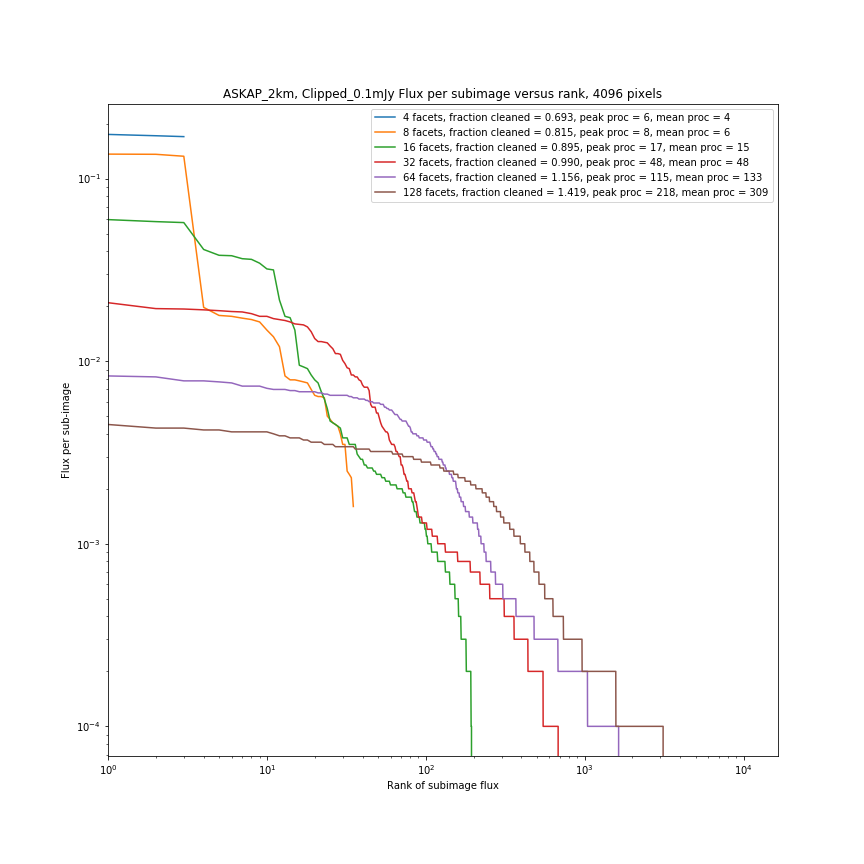 ASKAP_2km, Clipped_0.1mJy Flux per subimage versus rank, 4096 pixels
4 facets, fraction cleaned = 0.693, peak proc = 6, mean proc = 4
8 facets, fraction cleaned = 0.815, peak proc = 8, mean proc = 6
16 facets, fraction cleaned = 0.895, peak proc = 17, mean proc = 15
32 facets, fraction cleaned = 0.990, peak proc = 48, mean proc = 48
64 facets, fraction cleaned = 1.156, peak proc = 115, mean proc = 133
128 facets, fraction cleaned = 1.419, peak proc = 218, mean proc = 309
10⁻¹
10⁻²
10⁻³
10⁻⁴
Flux per sub-image
10⁰ 10¹ 10² 10³ 10⁴
Rank of subimage flux